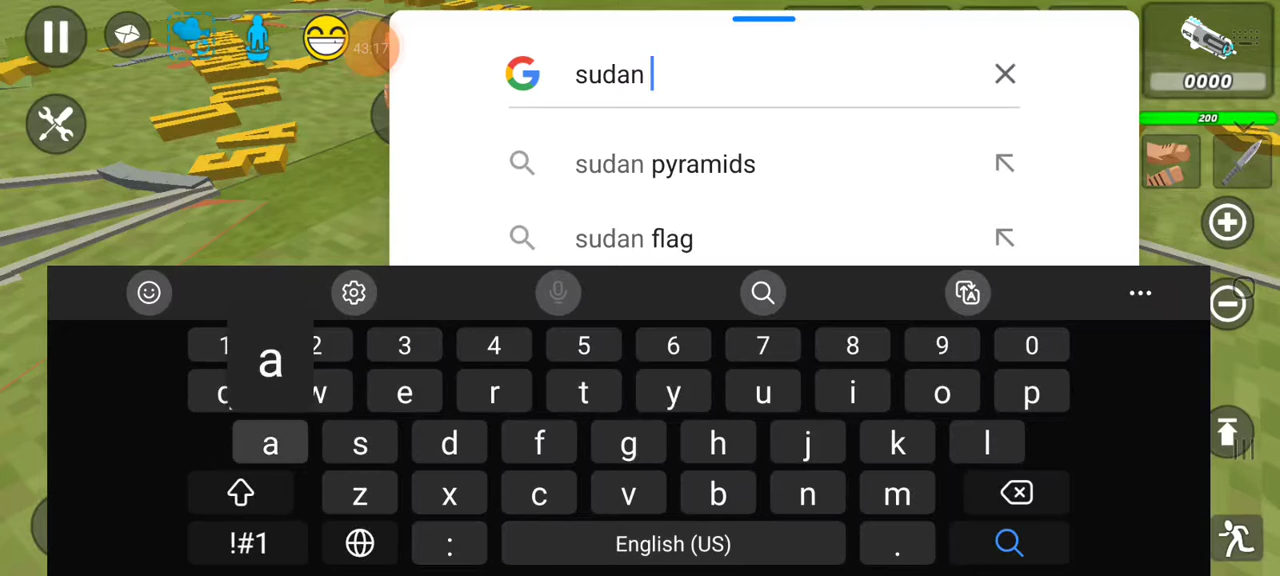 43:17
sudan
0000
200
sudan pyramids
sudan flag
1 2 3 4 5 6 7 8 9 0
a
q w e r t y u i o p
a s d f g h j k l
z x c v b n m
!#1 : English (US) .